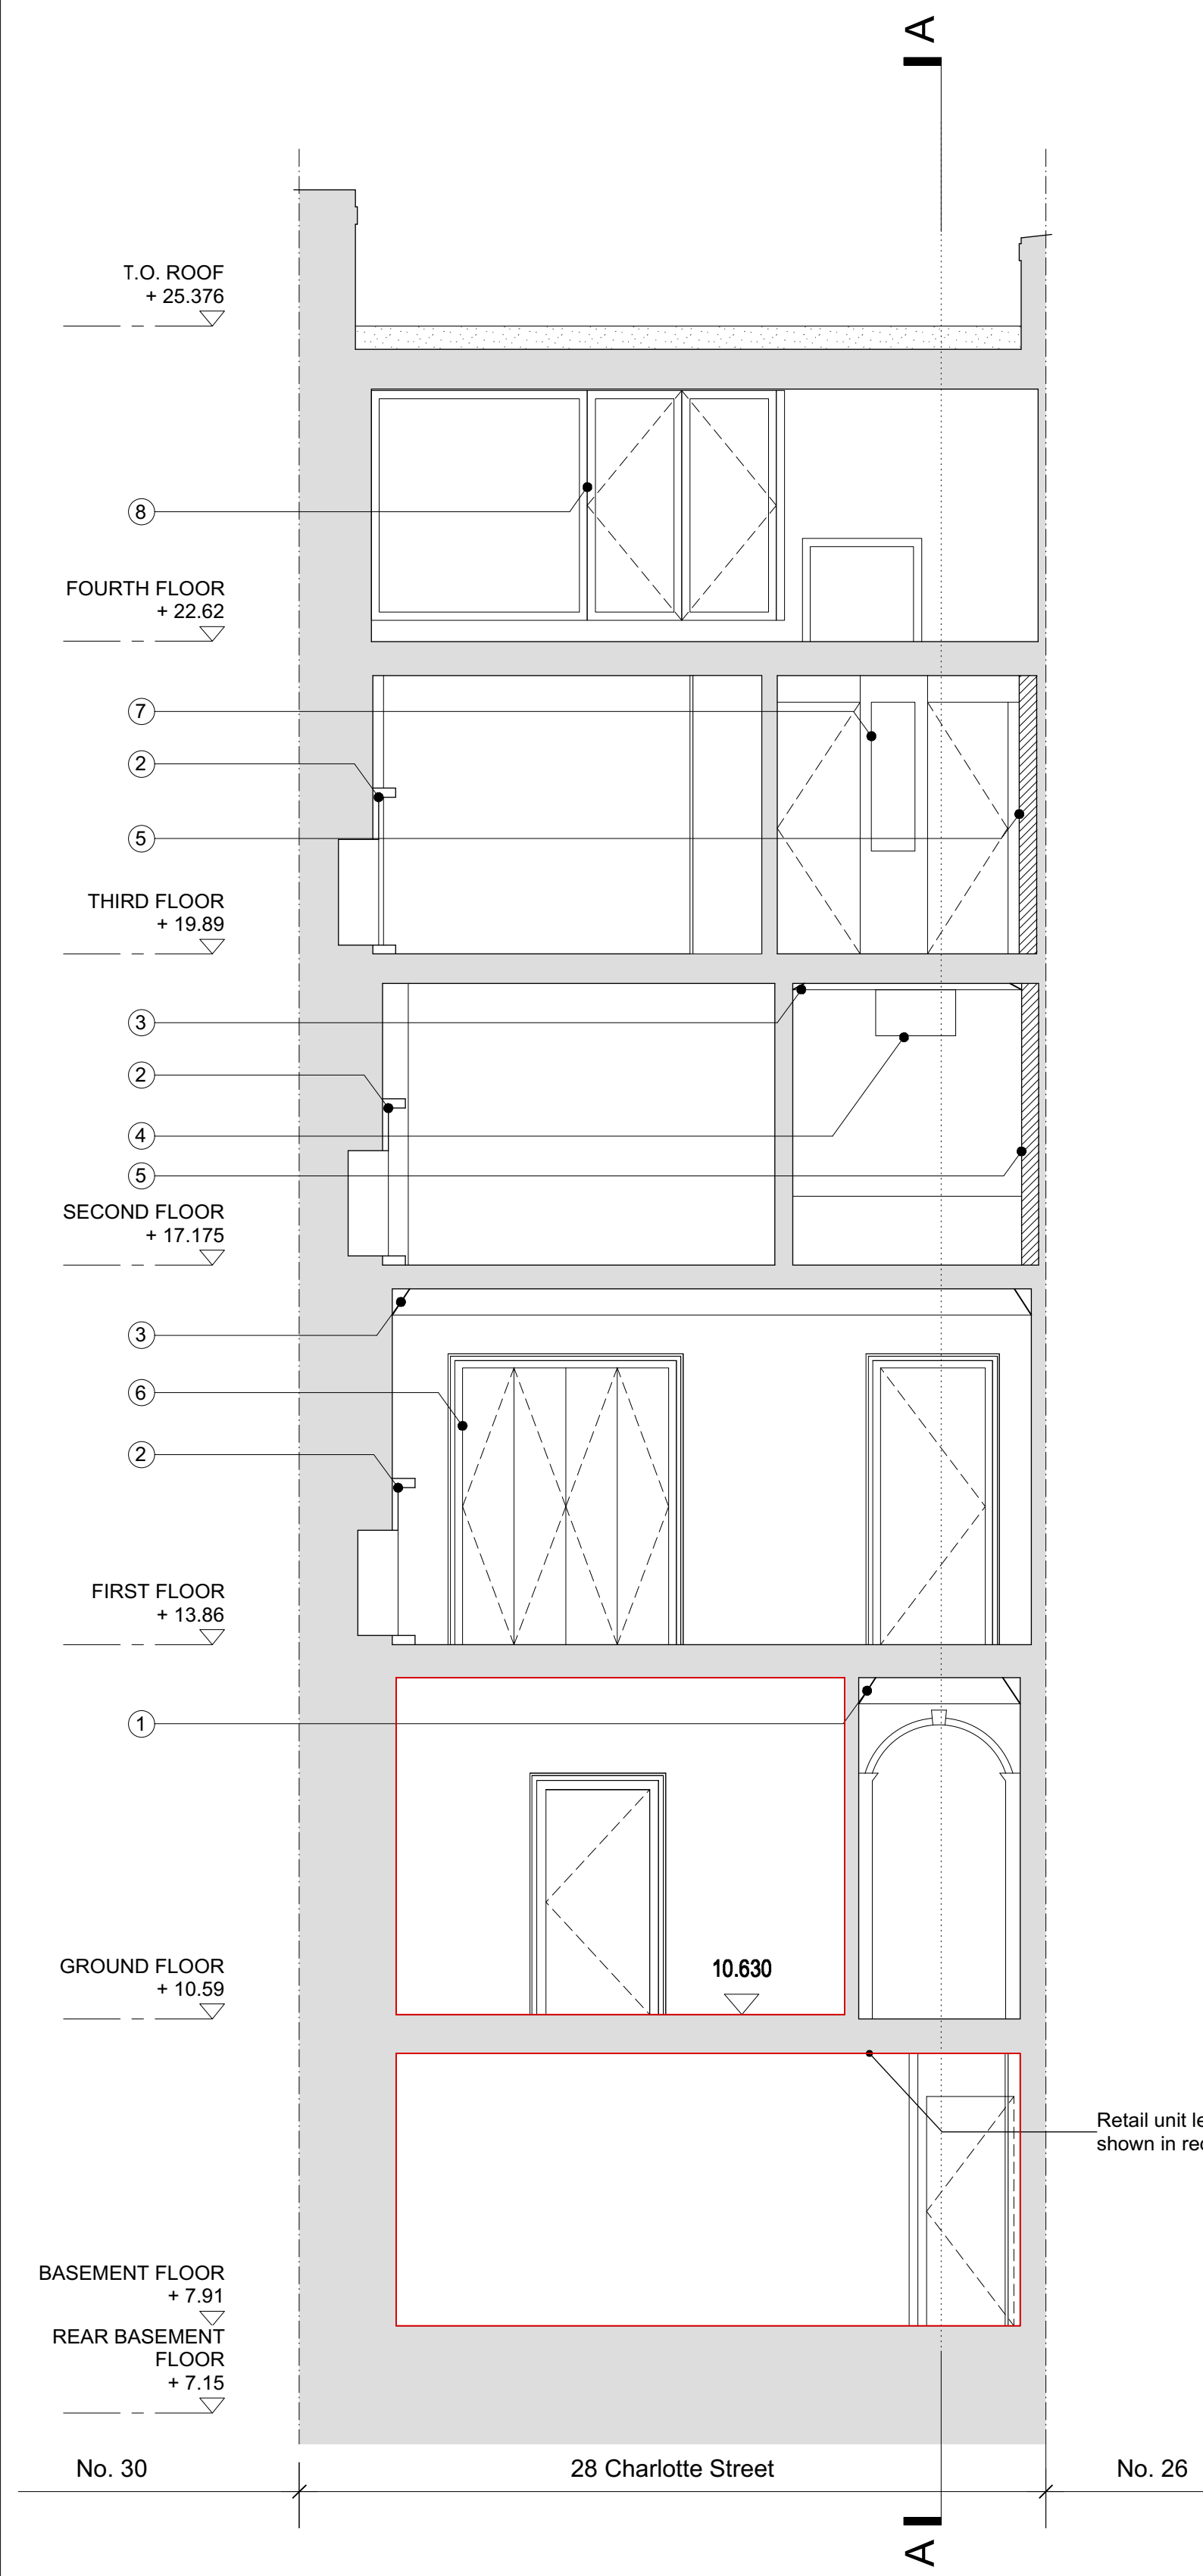 A
T.O. ROOF
+ 25.376
8
FOURTH FLOOR
+ 22.62
7
2
5
THIRD FLOOR
+ 19.89
3
2
4
5
SECOND FLOOR
+ 17.175
3
6
2
FIRST FLOOR
+ 13.86
1
GROUND FLOOR
+ 10.59
10.630
Retail unit
shown in
BASEMENT FLOOR
+ 7.91
REAR BASEMENT
FLOOR
+ 7.15
No. 30
28 Charlotte Street
No. 26
A